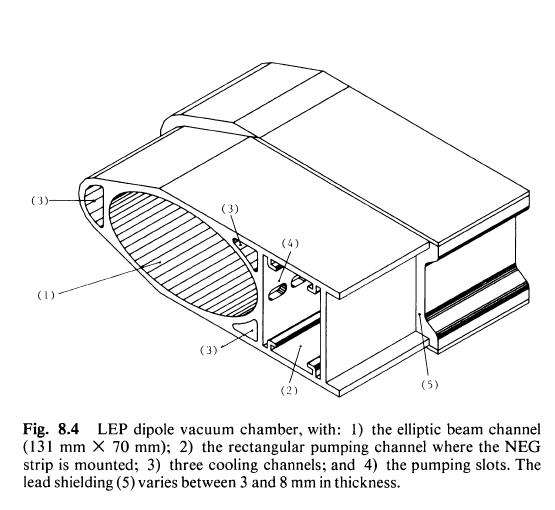 (3)
(3)
(4)
(1)
(3)
(2)
(5)
Fig. 8.4 LEP dipole vacuum chamber, with: 1) the elliptic beam channel
(131 mm X 70 mm); 2) the rectangular pumping channel where the NEG
strip is mounted; 3) three cooling channels; and 4) the pumping slots. The
lead shielding (5) varies between 3 and 8 mm in thickness.